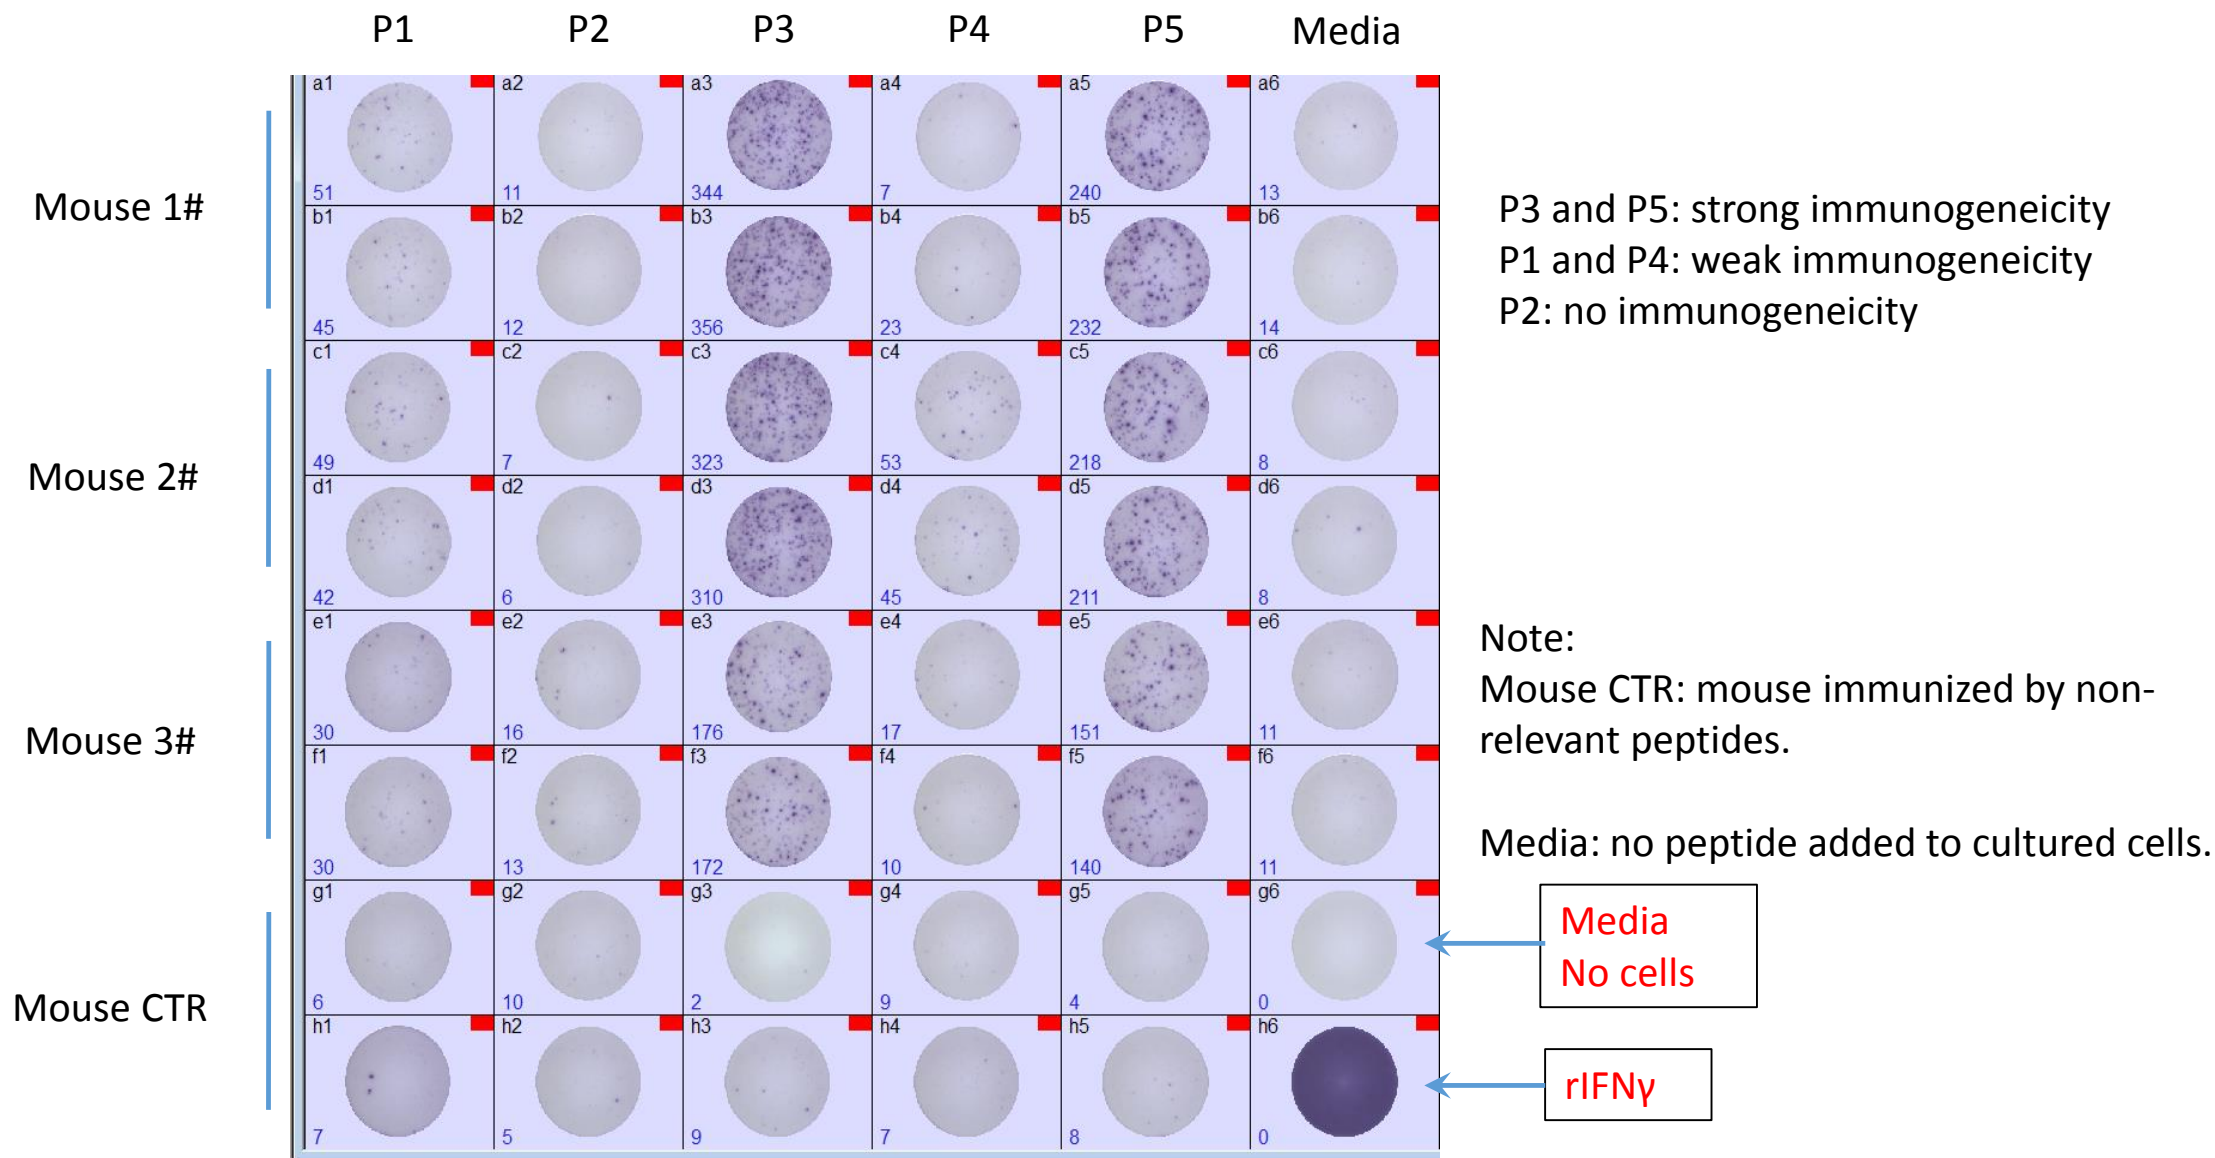 P1 P2 P3 P4 P5 Media
a1 a2 a3 a4 a5 a6
51 11 344 7 240 13
Mouse 1#
b1 b2 b3 b4 b5 b6
45 12 356 23 232 14
P3 and P5: strong immunogeneicity
P1 and P4: weak immunogeneicity
P2: no immunogeneicity
c1 c2 c3 c4 c5 c6
49 7 323 53 218 8
Mouse 2#
d1 d2 d3 d4 d5 d6
42 6 310 45 211 8
e1 e2 e3 e4 e5 e6
30 16 176 17 151 11
Mouse 3#
f1 f2 f3 f4 f5 f6
30 13 172 10 140 11
Note:
Mouse CTR: mouse immunized by non-
relevant peptides.
Media: no peptide added to cultured cells.
g1 g2 g3 g4 g5 g6
6 10 2 9 4 0
Mouse CTR
h1 h2 h3 h4 h5 h6
7 5 9 7 8 0
Media
No cells
rIFNγ